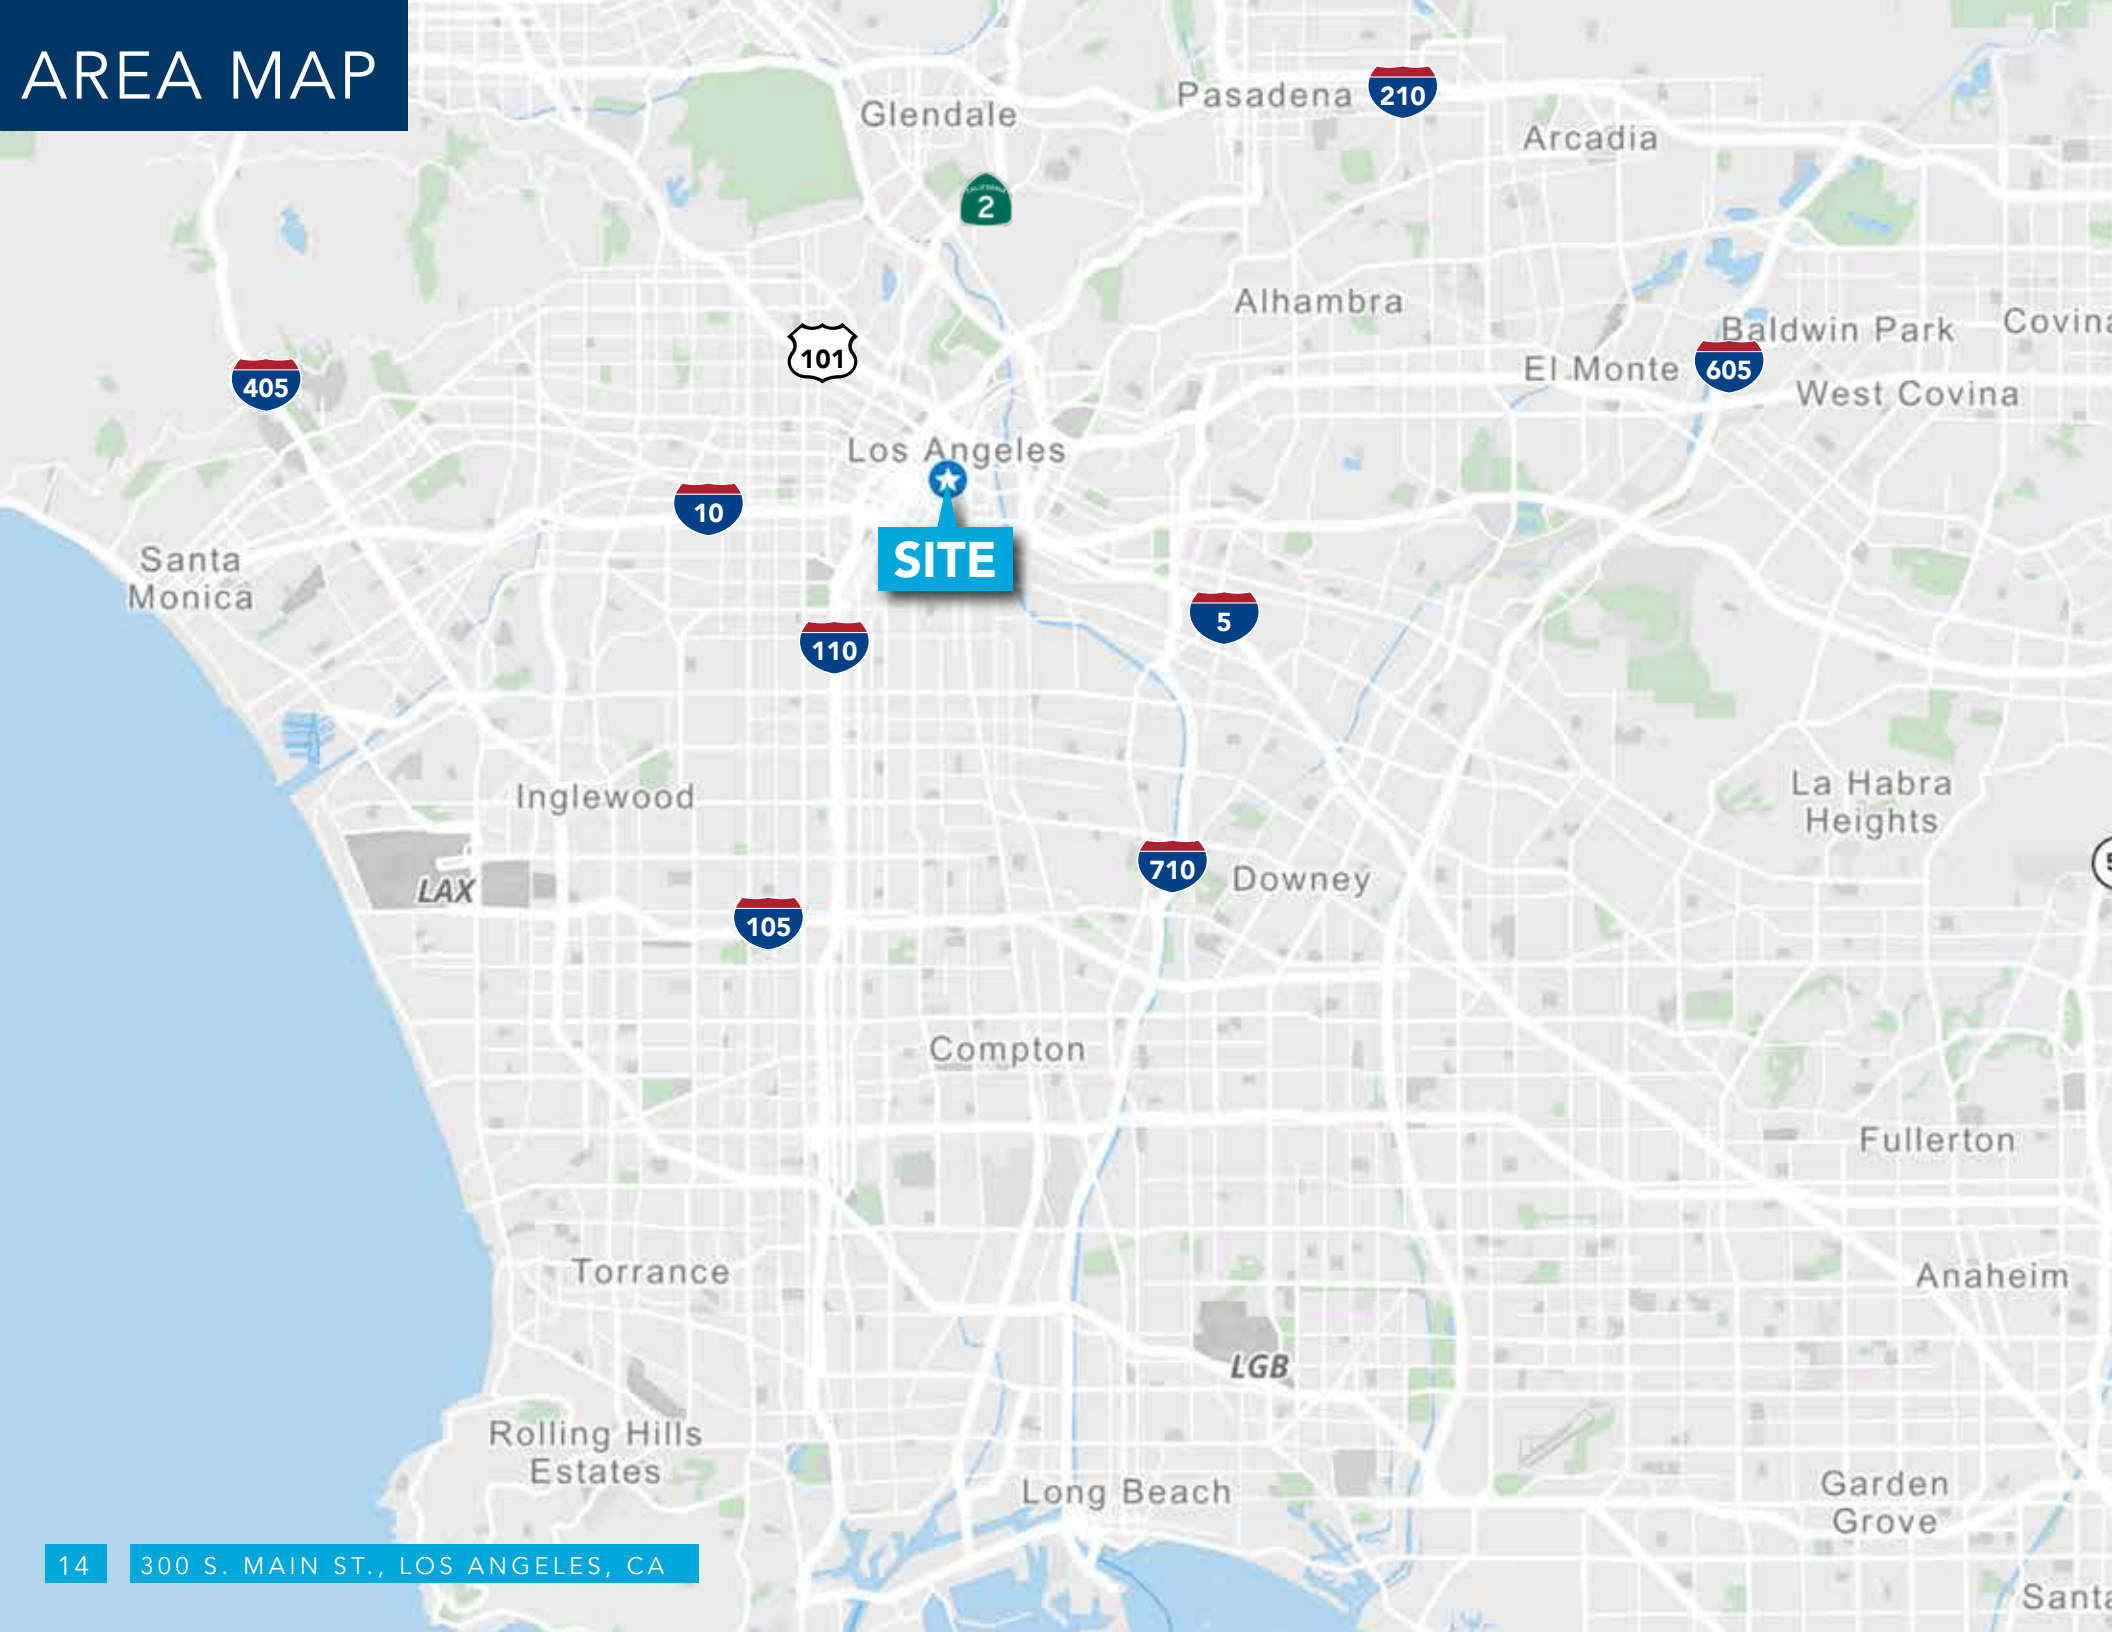 AREA MAP
Pasadena
210
Glendale
Arcadia
CALIFORNIA
2
Alhambra
Baldwin Park
Covina
101
El Monte
605
405
West Covina
Los Angeles
10
SITE
Santa
Monica
5
110
Inglewood
La Habra
Heights
710
Downey
LAX
105
Compton
Fullerton
Torrance
Anaheim
LGB
Rolling Hills
Estates
Long Beach
Garden
Grove
14
300 S. MAIN ST., LOS ANGELES, CA
Santa